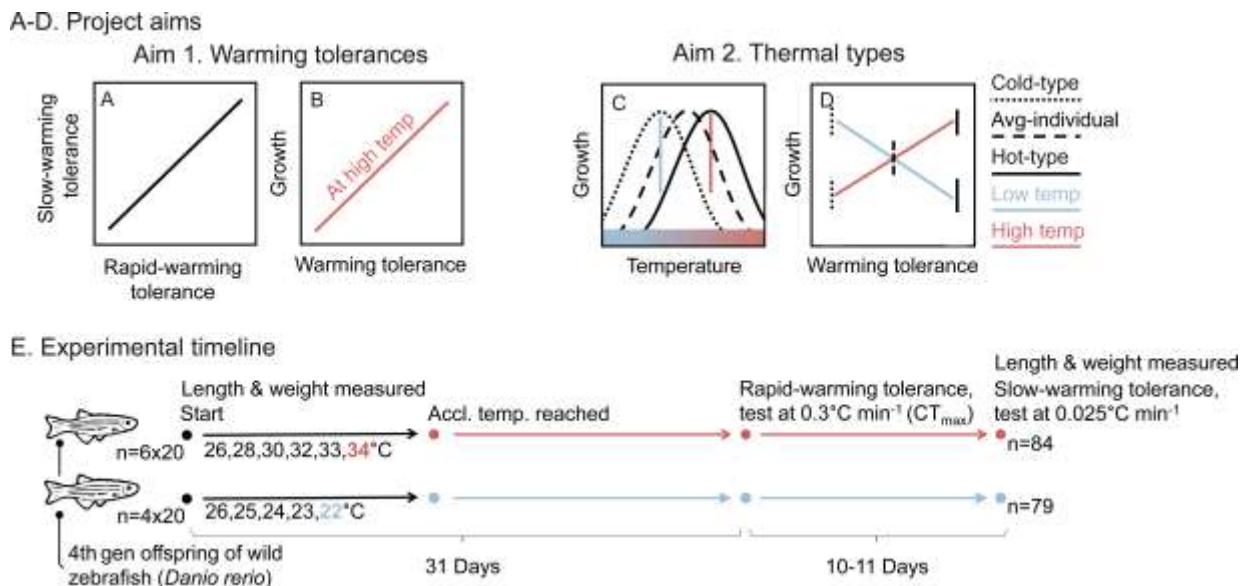 A-D. Project aims
Aim 1. Warming tolerances
A
Slow-warming
tolerance
Rapid-warming
tolerance
B
Growth
At high temp
Warming tolerance
Aim 2. Thermal types
C
Growth
Temperature
D
Growth
Warming tolerance
Cold-type
Avg-individual
Hot-type
Low temp
High temp
E. Experimental timeline
Length & weight measured
Start
Accl. temp. reached
Rapid-warming tolerance,
test at 0.3°C min⁻¹ (CTmax)
Length & weight measured
Slow-warming tolerance,
test at 0.025°C min⁻¹
n=6x20
26,28,30,32,33,34°C
n=84
n=4x20
26,25,24,23,22°C
n=79
4th gen offspring of wild
zebrafish (Danio rerio)
31 Days
10-11 Days